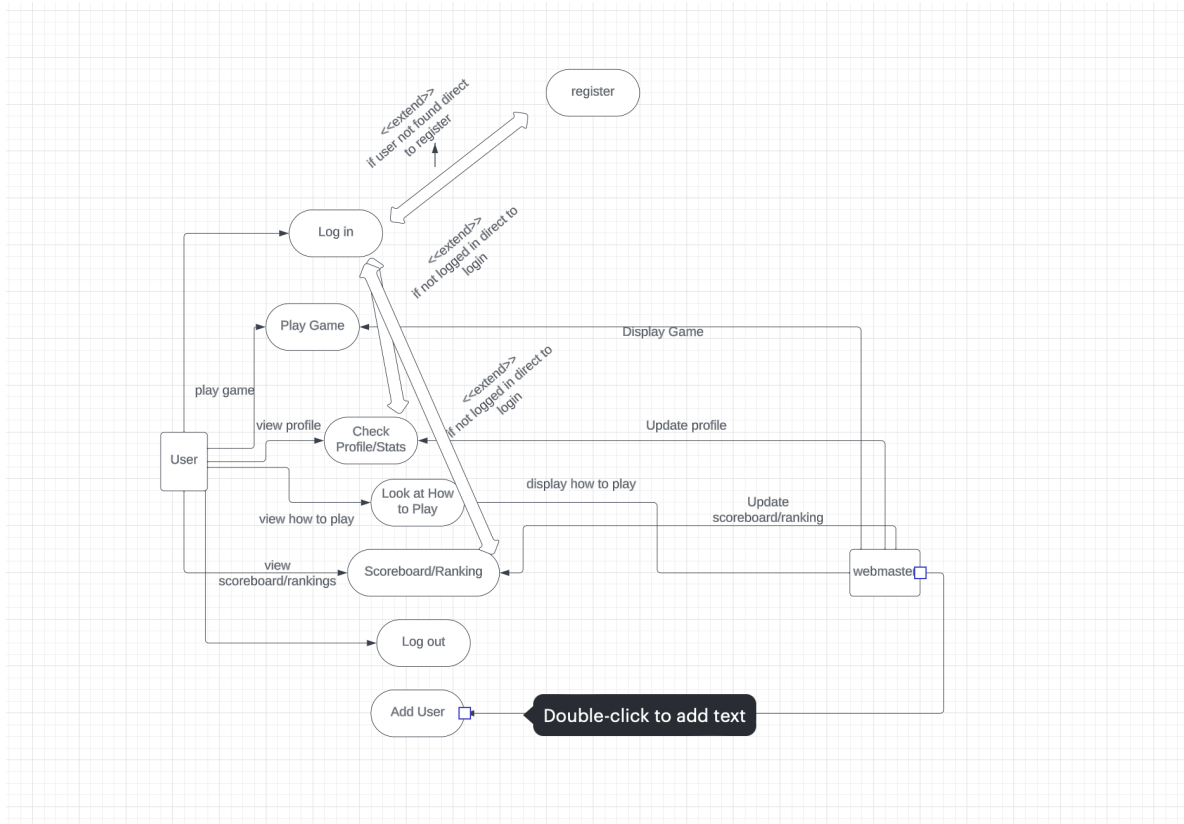 register
<<extend>>
if user not found direct
to register
Log in
<<extend>>
if not logged in direct to
login
Play Game
Display Game
<<extend>>
if not logged in direct to
login
play game
view profile
Check
Profile/Stats
Update profile
User
Look at How
to Play
display how to play
view how to play
Update
scoreboard/ranking
view
scoreboard/rankings
Scoreboard/Ranking
webmaster
Log out
Add User
Double-click to add text